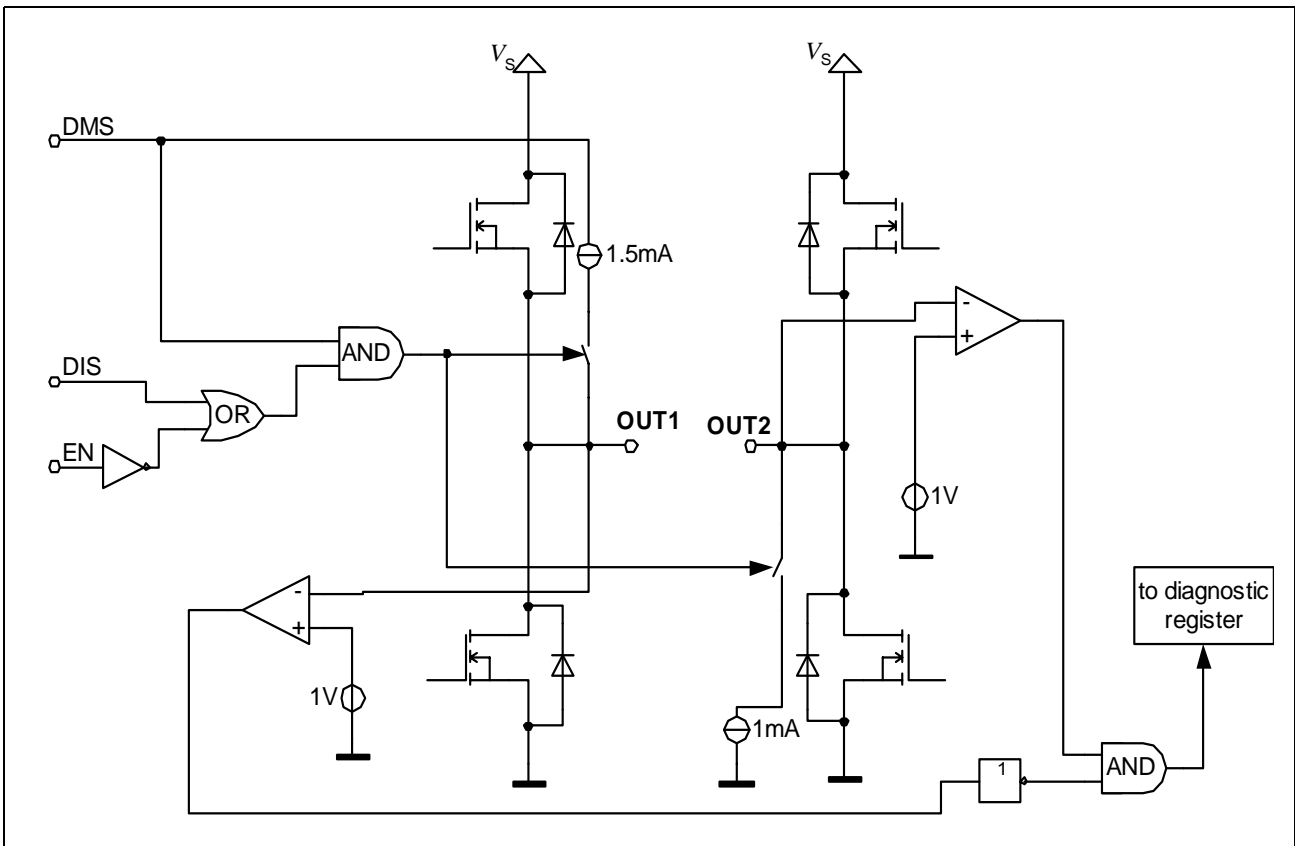 VS
VS
DMS
1.5mA
-
+
AND
DIS
OR
OUT1
OUT2
EN
1V
-
+
to diagnostic
register
1V
1mA
1
AND